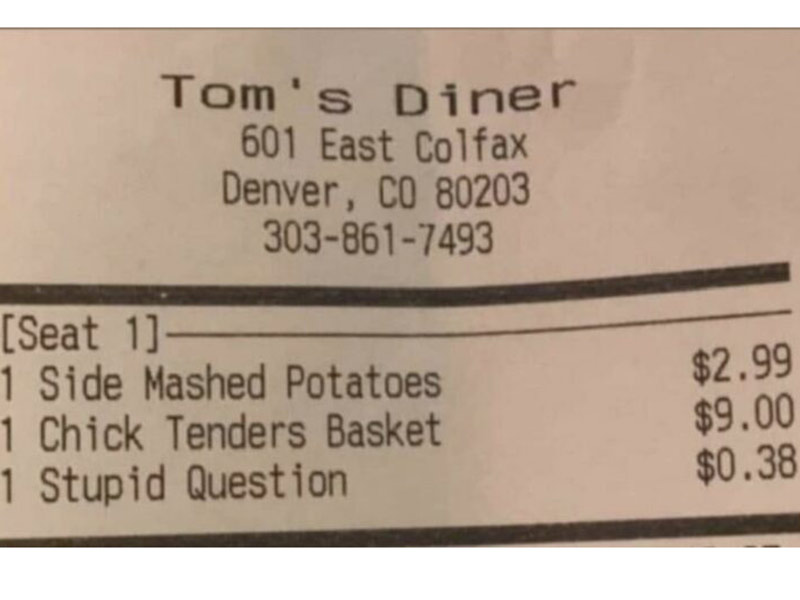 Tom's Diner
601 East Colfax
Denver, CO 80203
303-861-7493
[Seat 1]
1 Side Mashed Potatoes $2.99
1 Chick Tenders Basket $9.00
1 Stupid Question $0.38